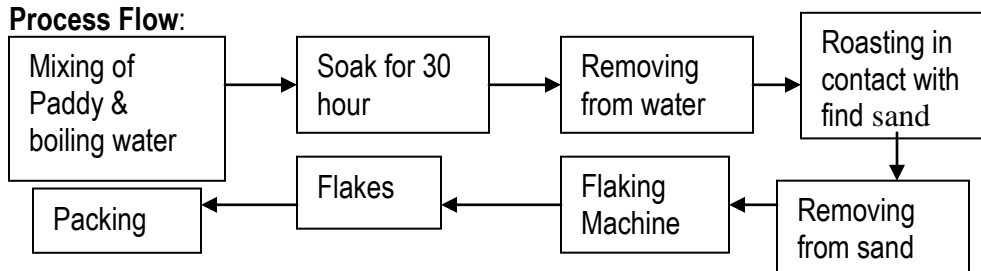 Process Flow:
Mixing of
Paddy &
boiling water
Soak for 30
hour
Removing
from water
Roasting in
contact with
find sand
Removing
from sand
Flaking
Machine
Flakes
Packing